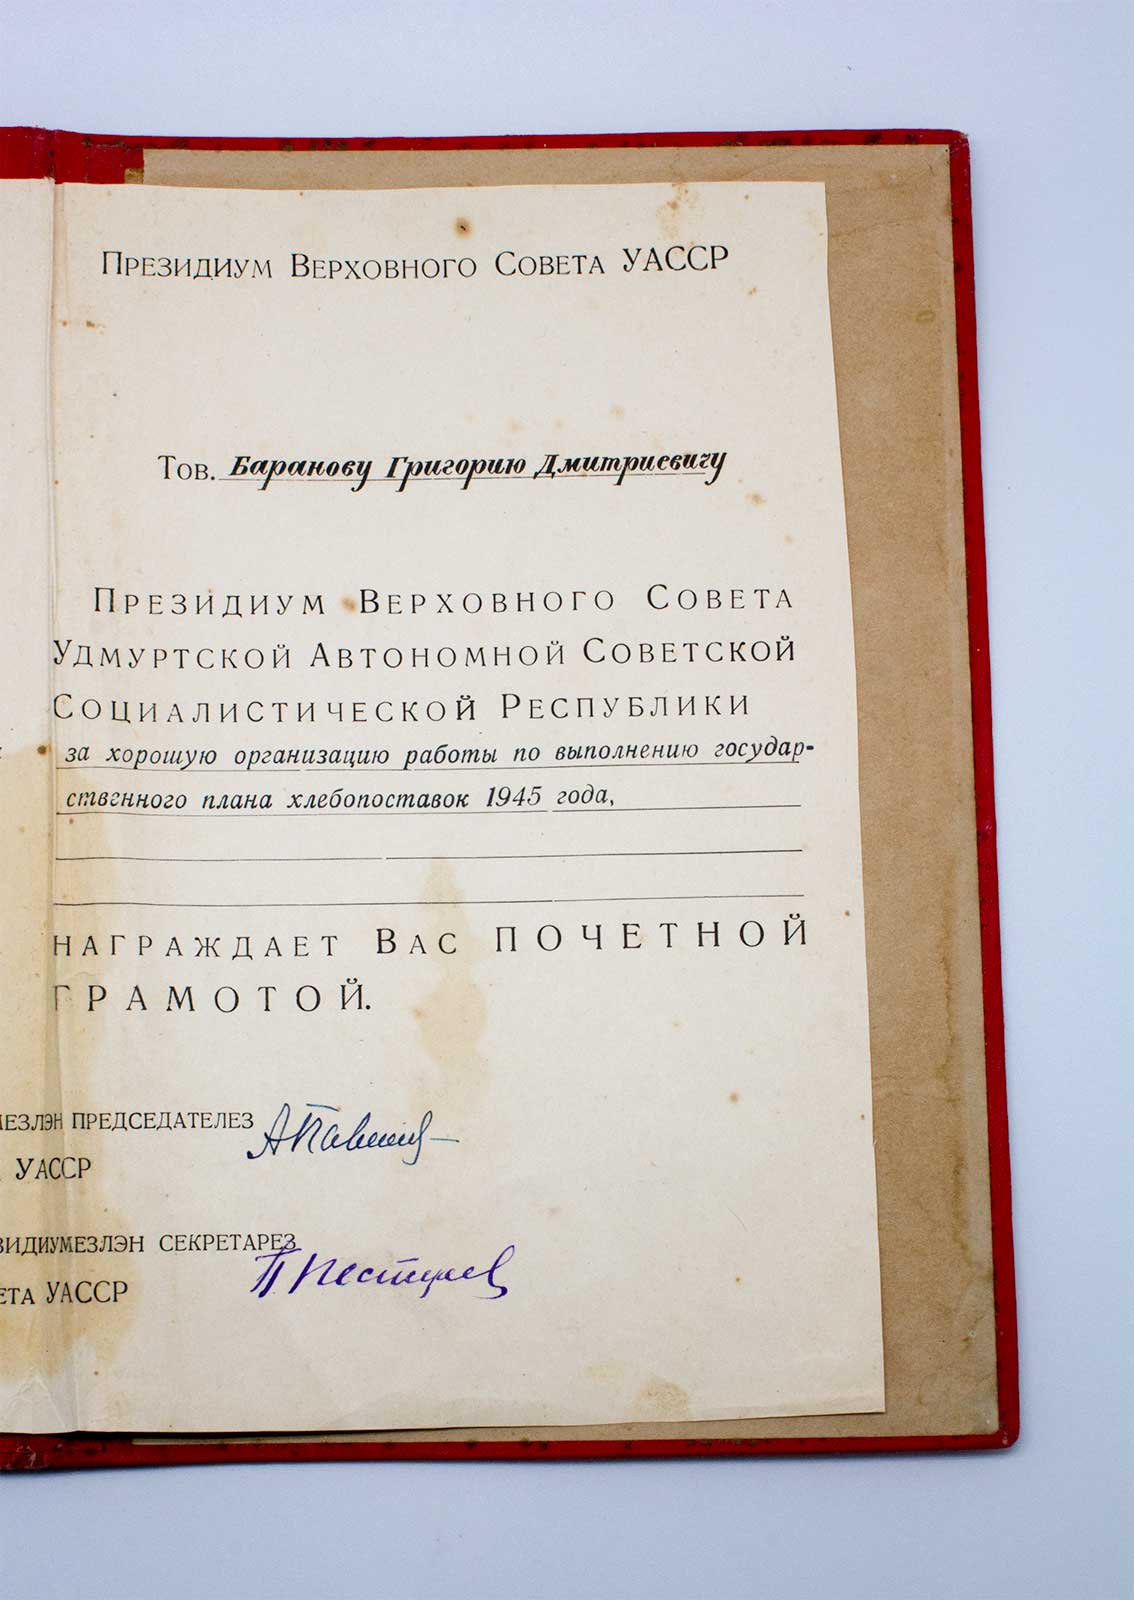 Президиум Верховного Совета УАССР
Тов. Баранову Григорию Дмитриевичу
Президиум Верховного Совета
Удмуртской Автономной Советской
Социалистической Республики
за хорошую организацию работы по выполнению государ-
ственного плана хлебопоставок 1945 года,
награждает Вас ПОЧЕТНОЙ
ГРАМОТОЙ.
МЕЗЛЭН ПРЕДСЕДАТЕЛЕЗ
УАССР
ЗИДИУМЕЗЛЭН СЕКРЕТАРЕЗ
ЕТА УАССР